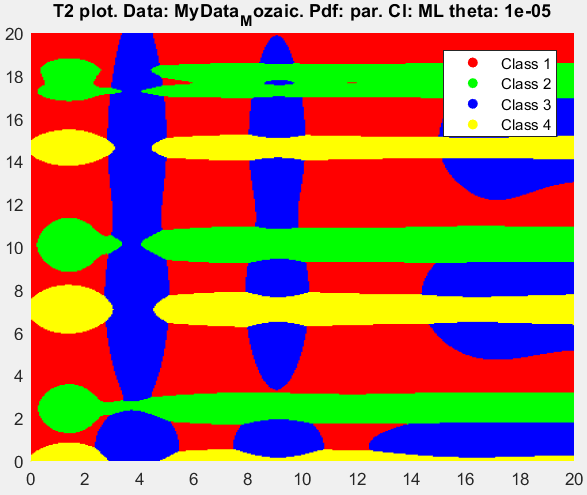 T2 plot. Data: MyData_Mozaic. Pdf: par. Cl: ML theta: 1e-05
20
18
16
14
12
10
8
6
4
2
0
Class 1
Class 2
Class 3
Class 4
0 2 4 6 8 10 12 14 16 18 20